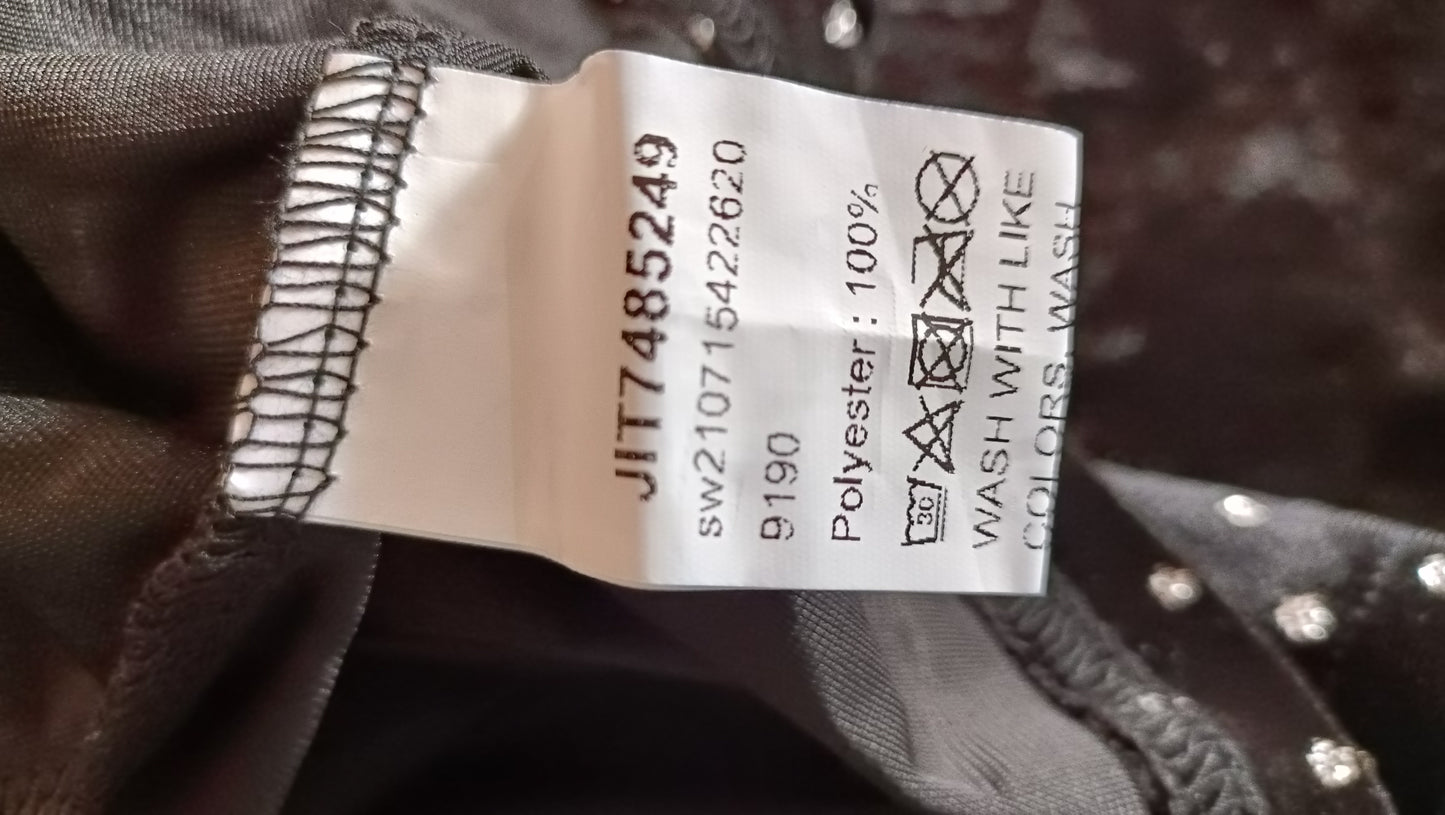 JIT7485249
sw2107154222620
9190
Polyester : 100%
30
WASH WITH LIKE
COLORS. WASH